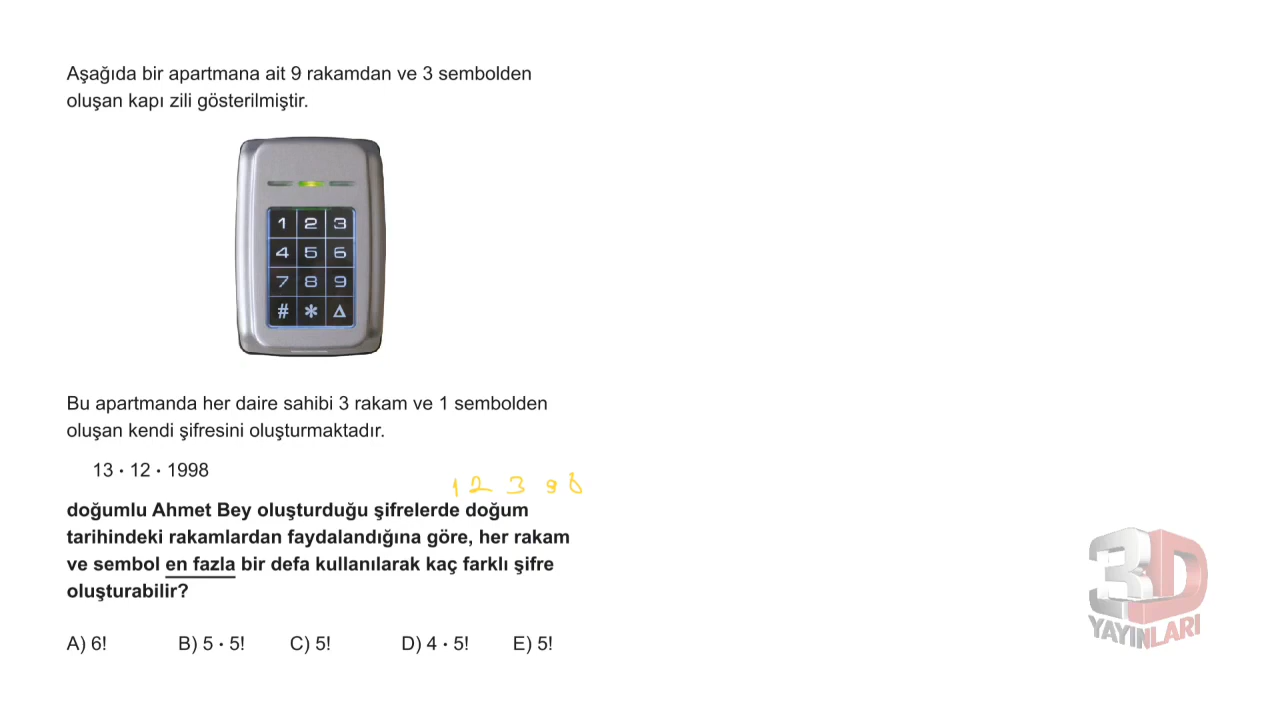 Aşağıda bir apartmana ait 9 rakamdan ve 3 sembolden
oluşan kapı zili gösterilmiştir.
1 2 3
4 5 6
7 8 9
# * Δ
Bu apartmanda her daire sahibi 3 rakam ve 1 sembolden
oluşan kendi şifresini oluşturmaktadır.
13 • 12 • 1998
1 2 3 9 8
doğumlu Ahmet Bey oluşturduğu şifrelerde doğum
tarihindeki rakamlardan faydalandığına göre, her rakam
ve sembol en fazla bir defa kullanılarak kaç farklı şifre
oluşturabilir?
A) 6! B) 5 • 5! C) 5! D) 4 • 5! E) 5!
3D
YAYINLARI